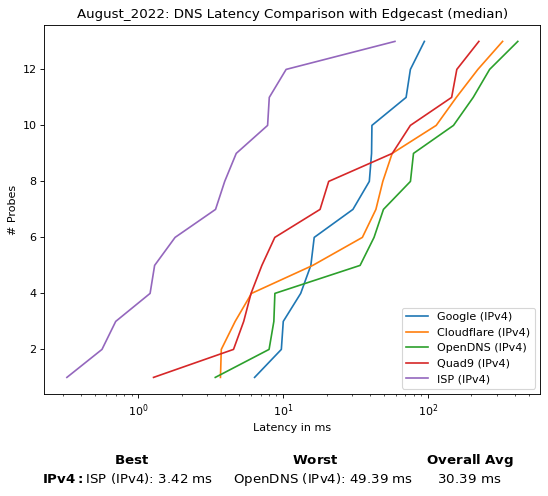 August_2022: DNS Latency Comparison with Edgecast (median)
# Probes
12
10
8
6
4
2
Google (IPv4)
Cloudflare (IPv4)
OpenDNS (IPv4)
Quad9 (IPv4)
ISP (IPv4)
10⁰ 10¹ 10²
Latency in ms
Best Worst Overall Avg
IPv4: ISP (IPv4): 3.42 ms OpenDNS (IPv4): 49.39 ms 30.39 ms